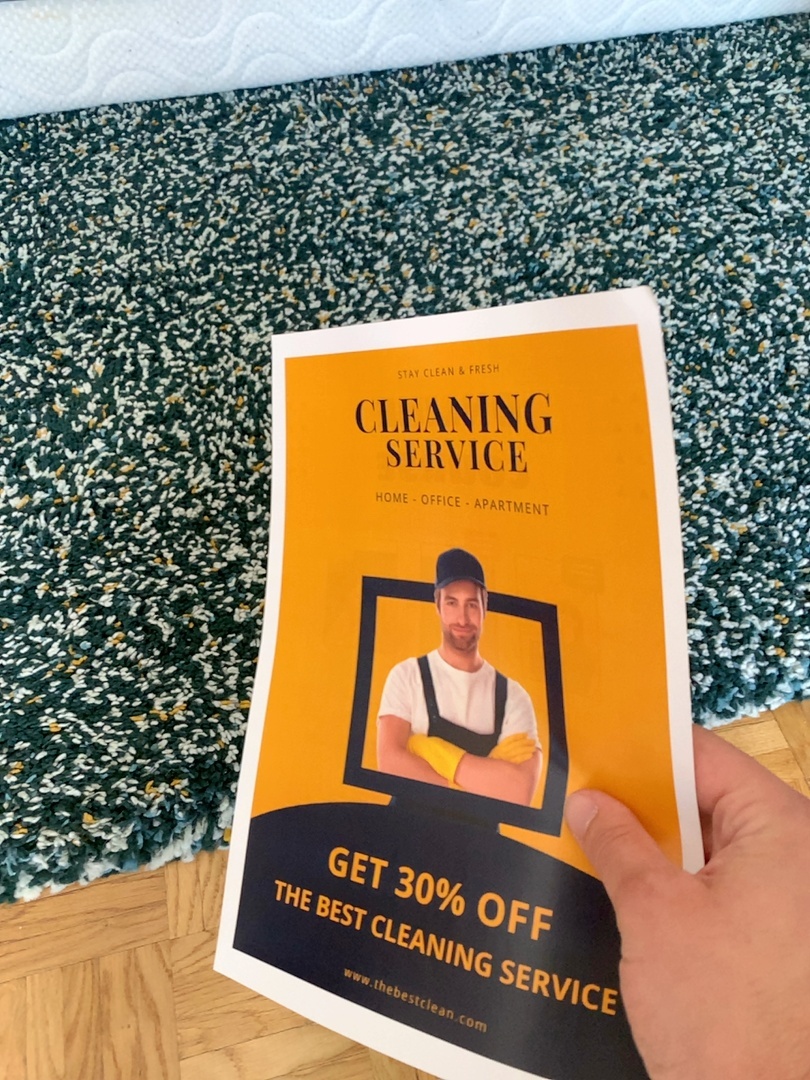 STAY CLEAN & FRESH
CLEANING
SERVICE
HOME - OFFICE - APARTMENT
GET 30% OFF
THE BEST CLEANING SERVICE
www.thebestclean.com